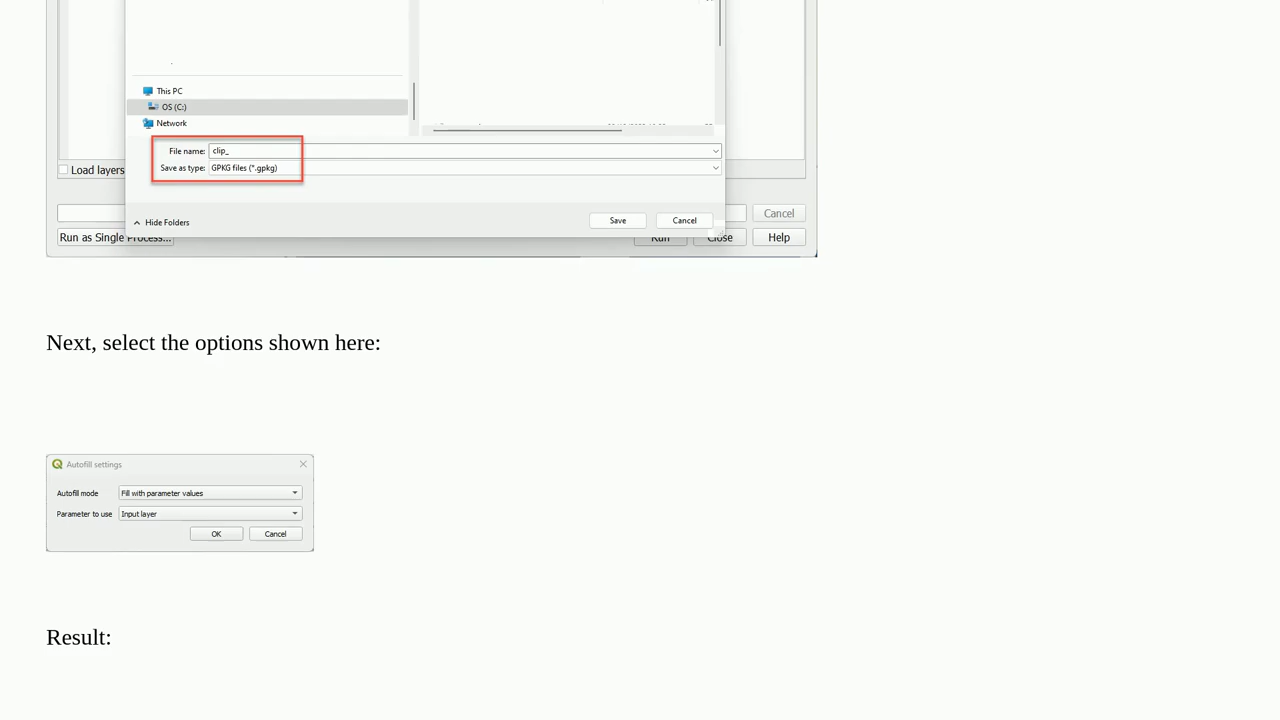 This PC
OS (C:)
Network
File name: clip_
Load layers
Save as type: GPKG files (*.gpkg)
Cancel
Hide Folders
Save
Cancel
Run as Single Process...
Run
Close
Help
Next, select the options shown here:
Autofill settings
Autofill mode
Fill with parameter values
Parameter to use
Input layer
OK
Cancel
Result: